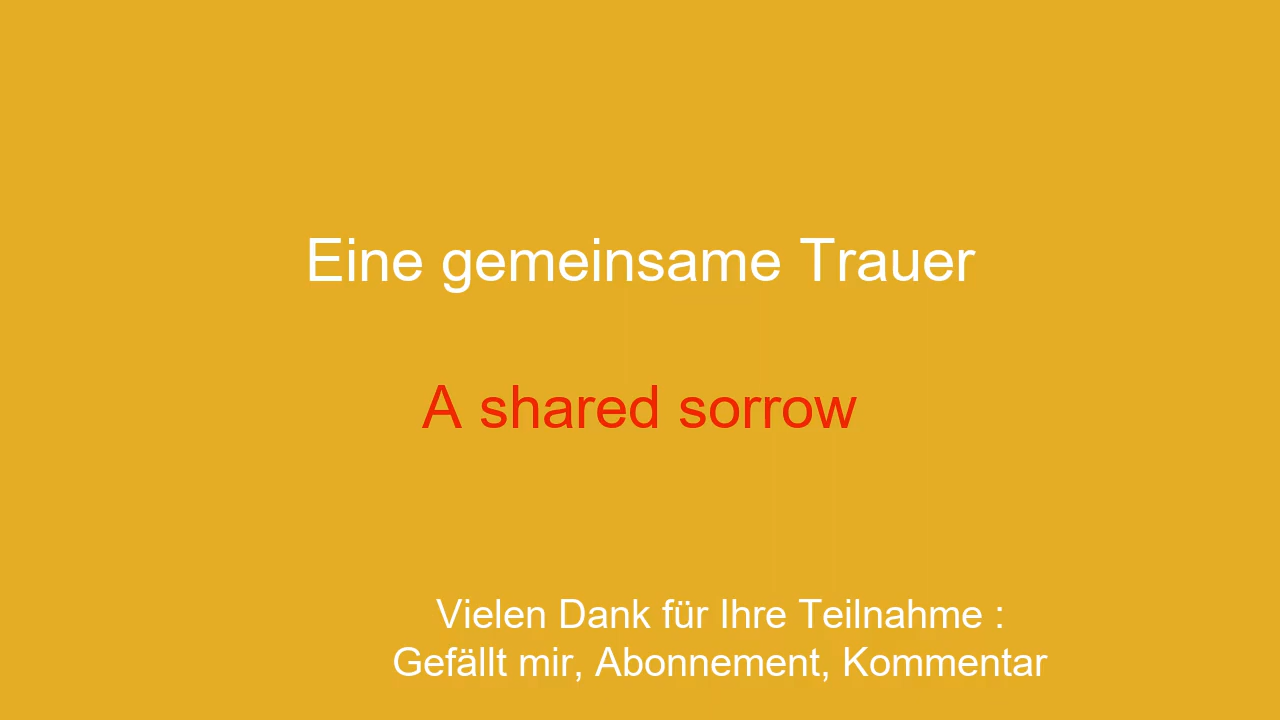 Eine gemeinsame Trauer
A shared sorrow
Vielen Dank für Ihre Teilnahme :
Gefällt mir, Abonnement, Kommentar